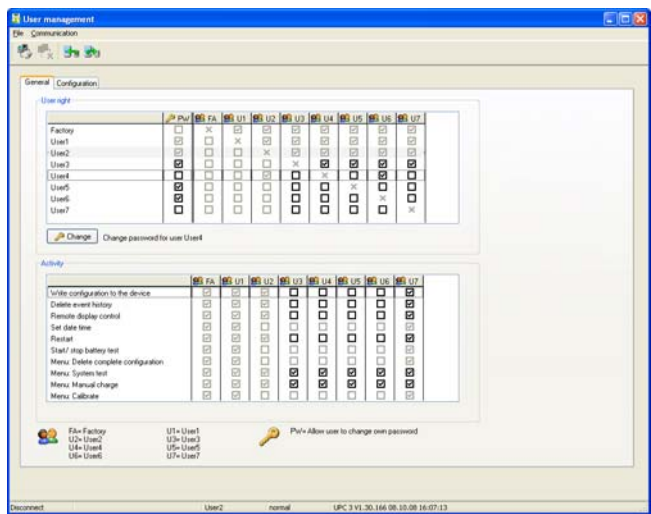 User management
File Communication
General Configuration
User right
PW FA U1 U2 U3 U4 U5 U6 U7
Factory
User1
User2
User3
User4
User5
User6
User7
Change Change password for user User4
Activity
FA U1 U2 U3 U4 U5 U6 U7
Write configuration to the device
Delete event history
Remote display control
Set date time
Restart
Start/ stop battery test
Menu: Delete complete configuration
Menu: System test
Menu: Manual charge
Menu: Calibrate
FA= Factory U1= User1 PW= Allow user to change own password
U2= User2 U3= User3
U4= User4 U5= User5
U6= User6 U7= User7
Disconnect User2 normal UPC 3 V1.30.166 08.10.08 16:07:13